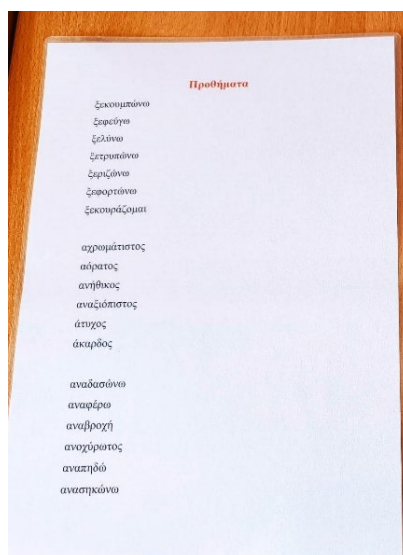 Προθήματα
ξεκουμπώνω
ξεφεύγω
ξελύνω
ξετρυπώνω
ξεριζώνω
ξεφορτώνω
ξεκουράζομαι
αχρωμάτιστος
αόρατος
ανήθικος
αναξιόπιστος
άτυχος
άκαρδος
αναδασώνω
αναφέρω
αναβροχή
ανοχύρωτος
αναπηδώ
ανασηκώνω